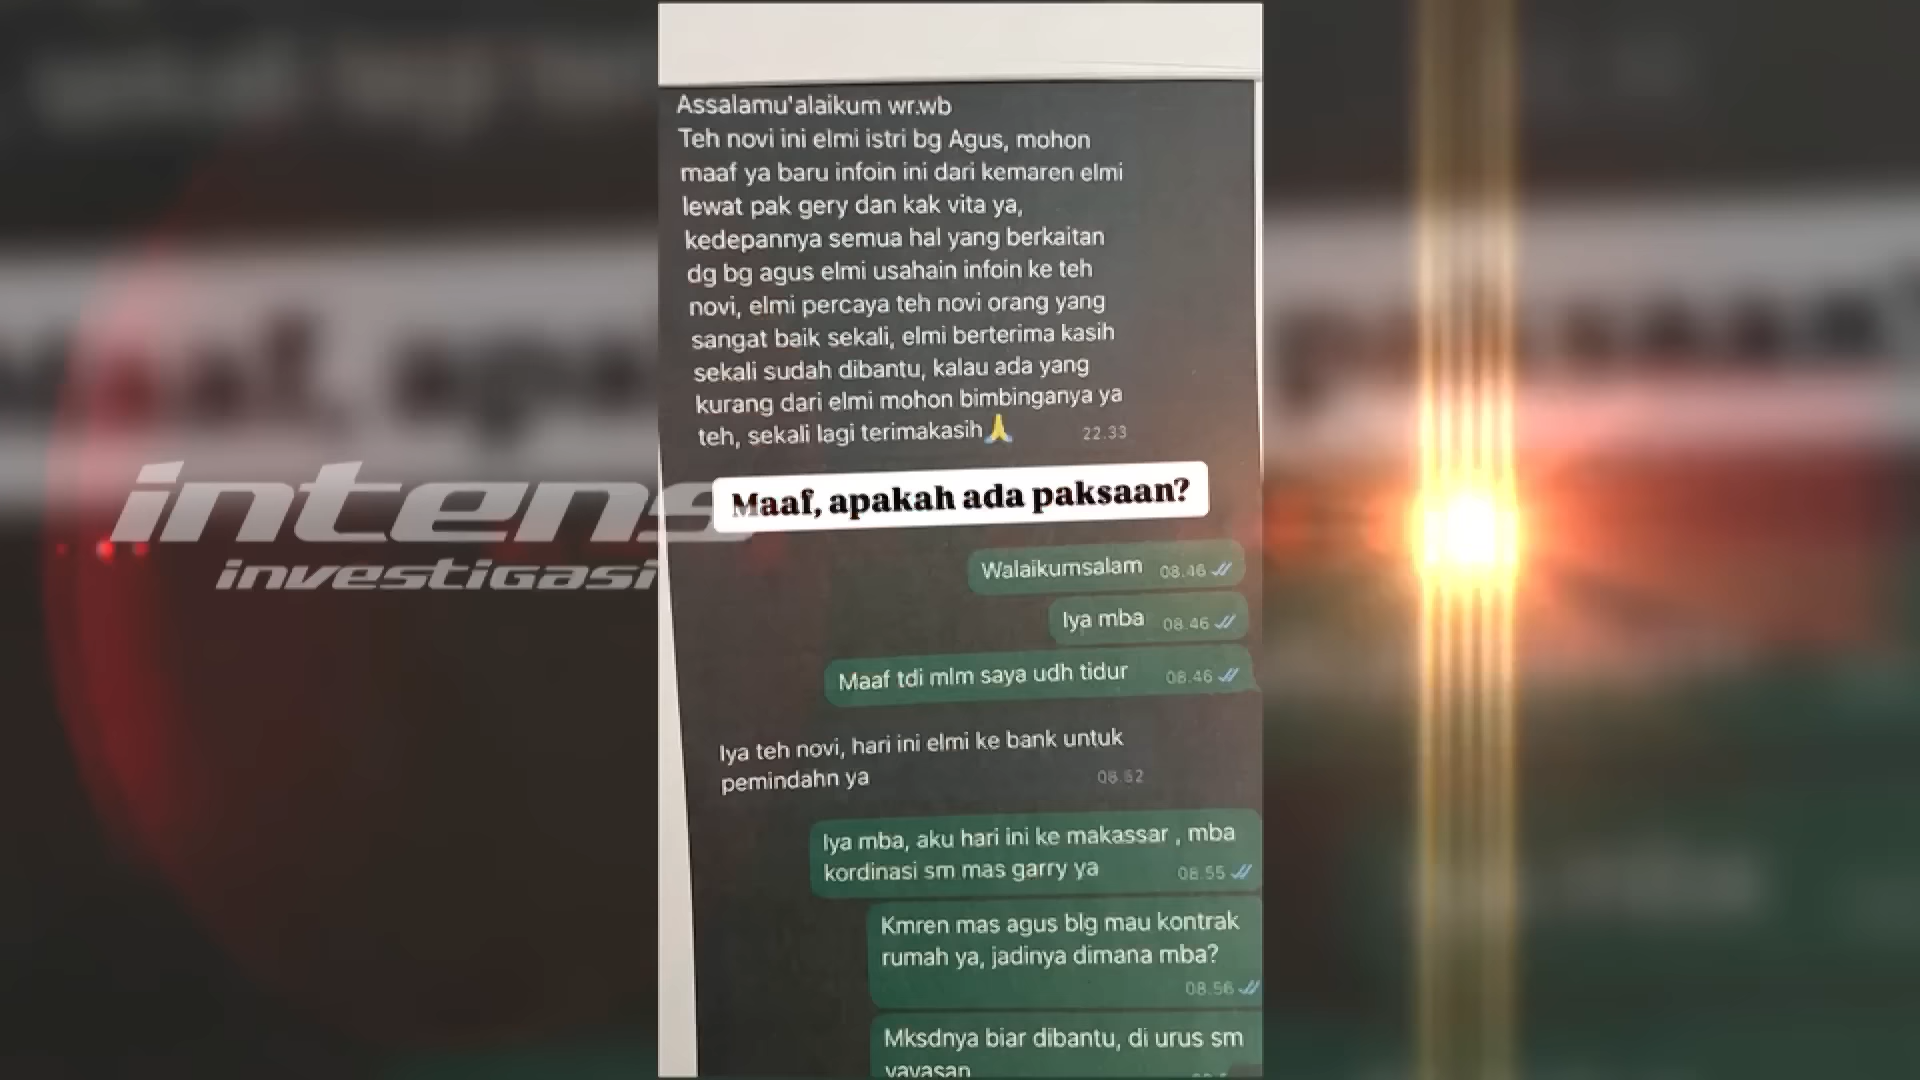 Assalamu'alaikum wr.wb
Teh novi ini elmi istri bg Agus, mohon
maaf ya baru infoin ini dari kemaren elmi
lewat pak gery dan kak vita ya,
kedepannya semua hal yang berkaitan
dg bg agus elmi usahain infoin ke teh
novi, elmi percaya teh novi orang yang
sangat baik sekali, elmi berterima kasih
sekali sudah dibantu, kalau ada yang
kurang dari elmi mohon bimbinganya ya
teh, sekali lagi terimakasih🙏 22.33
intens
investigasi
Maaf, apakah ada paksaan?
Walaikumsalam 08.46
Iya mba 08.46
Maaf tdi mlm saya udh tidur 08.46
Iya teh novi, hari ini elmi ke bank untuk
pemindahn ya 08.52
Iya mba, aku hari ini ke makassar , mba
kordinasi sm mas garry ya 08.55
Kmren mas agus blg mau kontrak
rumah ya, jadinya dimana mba?
08.56
Mksdnya biar dibantu, di urus sm
yayasan